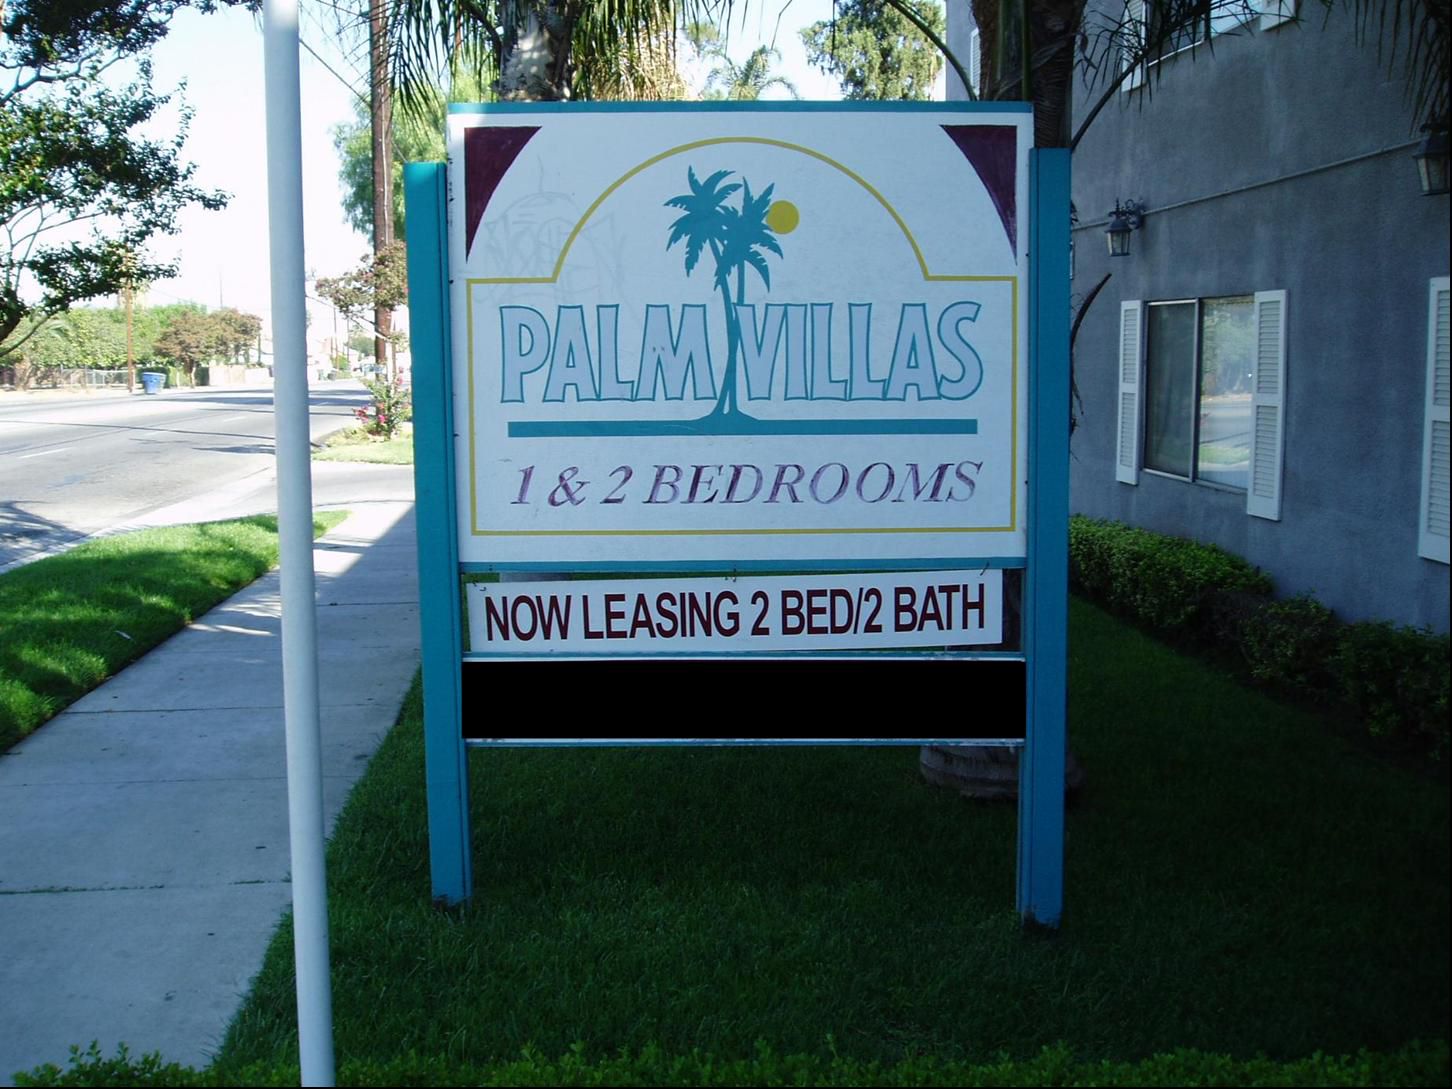 PALM VILLAS
1 & 2 BEDROOMS
NOW LEASING 2 BED/2 BATH